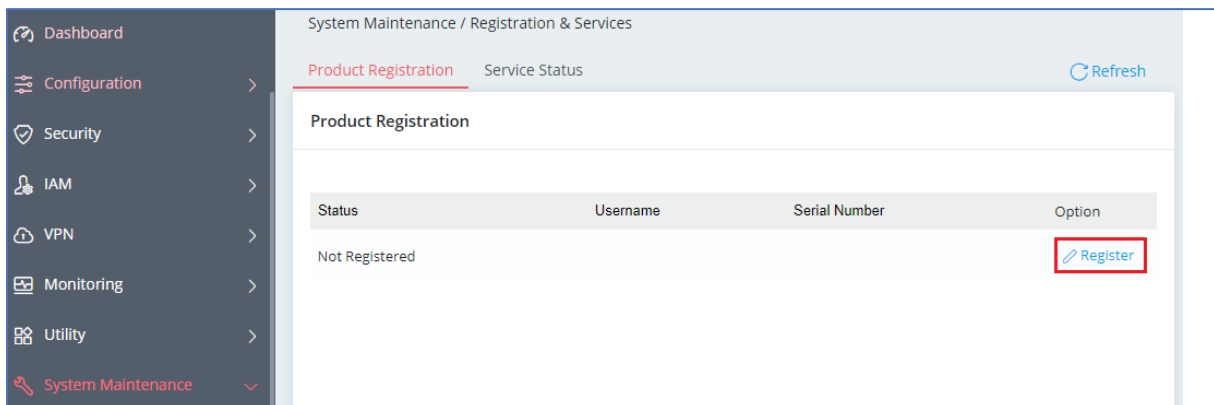 Dashboard
Configuration
Security
IAM
VPN
Monitoring
Utility
System Maintenance
System Maintenance / Registration & Services
Product Registration Service Status Refresh
Product Registration
Status Username Serial Number Option
Not Registered Register